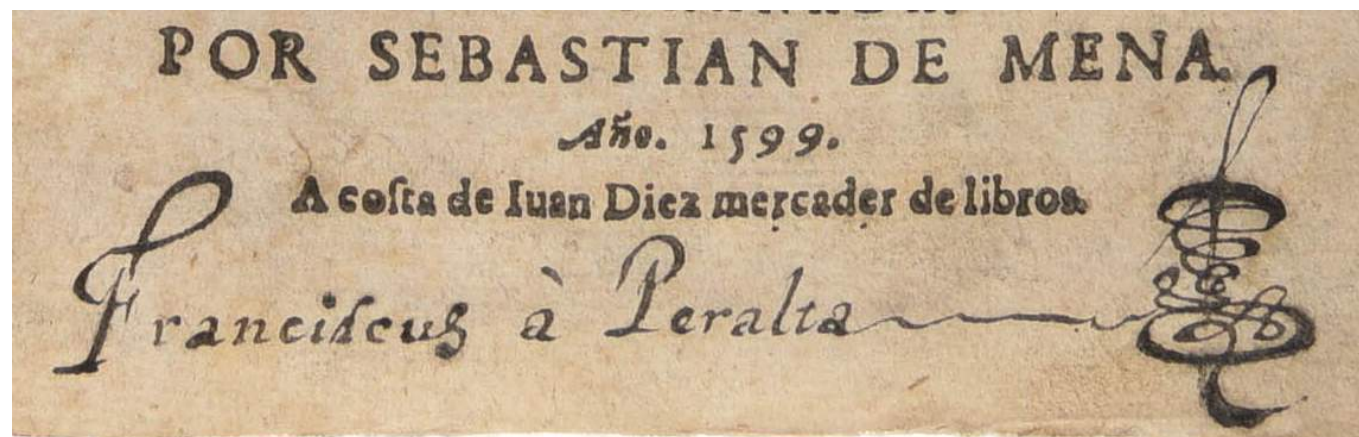 POR SEBASTIAN DE MENA.
Año. 1599.
A coſta de Iuan Diez mercader de libros.
Franciſcus à Peralta